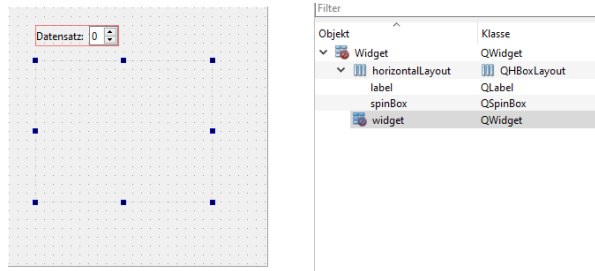 Datensatz: 0
Filter
Objekt Klasse
Widget QWidget
horizontalLayout QHBoxLayout
label QLabel
spinBox QSpinBox
widget QWidget